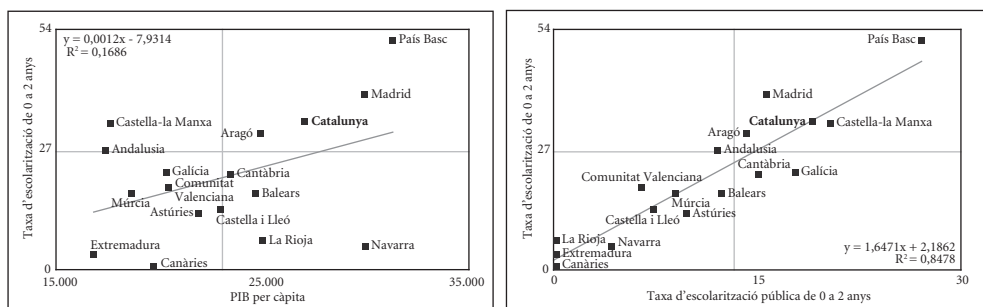 54
y = 0,0012x - 7,9314
R² = 0,1686
País Basc
Madrid
Castella-la Manxa
Catalunya
Aragó
27
Andalusia
Galícia
Cantàbria
Comunitat
Valenciana
Múrcia
Balears
Astúries
Castella i Lleó
La Rioja
Navarra
Extremadura
Canàries
0
15.000
25.000
35.000
PIB per càpita
Taxa d'escolarització de 0 a 2 anys
54
País Basc
Madrid
Catalunya
Castella-la Manxa
Aragó
27
Andalusia
Cantàbria
Galícia
Comunitat Valenciana
Múrcia
Balears
Castella i Lleó
Astúries
La Rioja
Navarra
Extremadura
Canàries
y = 1,6471x + 2,1862
R² = 0,8478
0
0
15
30
Taxa d'escolarització pública de 0 a 2 anys
Taxa d'escolarització de 0 a 2 anys